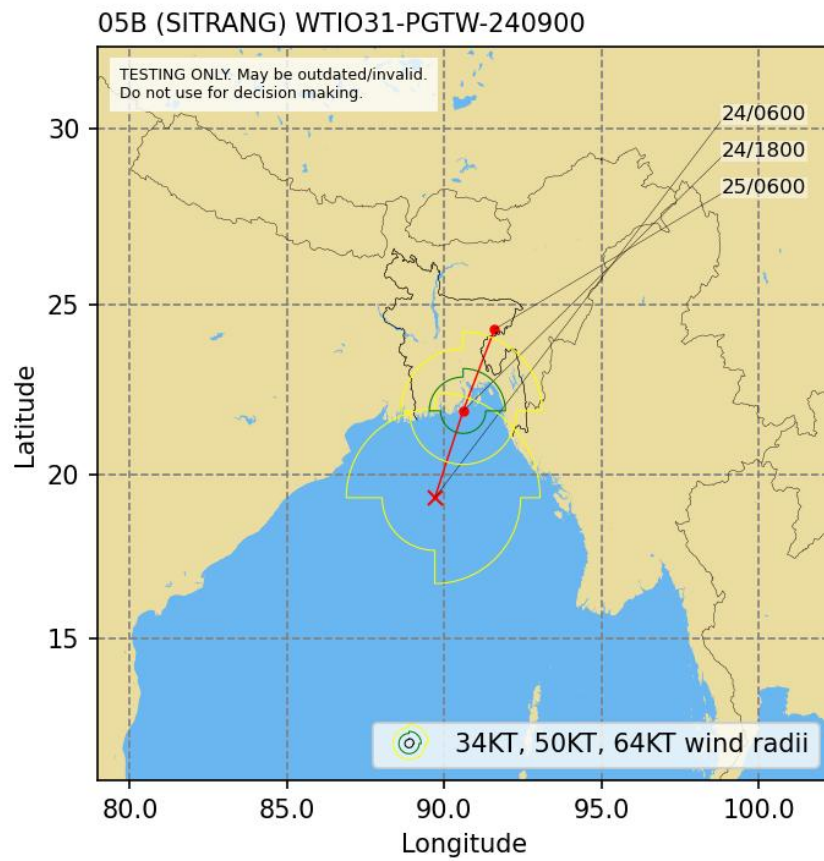 05B (SITRANG) WTIO31-PGTW-240900
TESTING ONLY. May be outdated/invalid.
Do not use for decision making.
24/0600
24/1800
25/0600
30
25
20
15
Latitude
34KT, 50KT, 64KT wind radii
80.0 85.0 90.0 95.0 100.0
Longitude